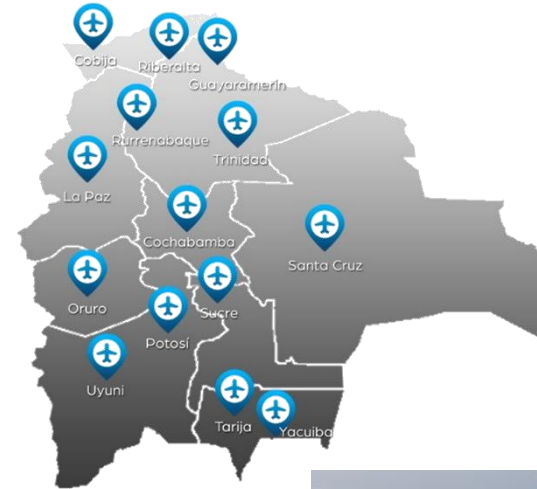 Cobija
Riberalta
Guayaramerin
Rurrenabaque
Trinidad
La Paz
Cochabamba
Santa Cruz
Oruro
Sucre
Potosí
Uyuni
Tarija
Yacuiba